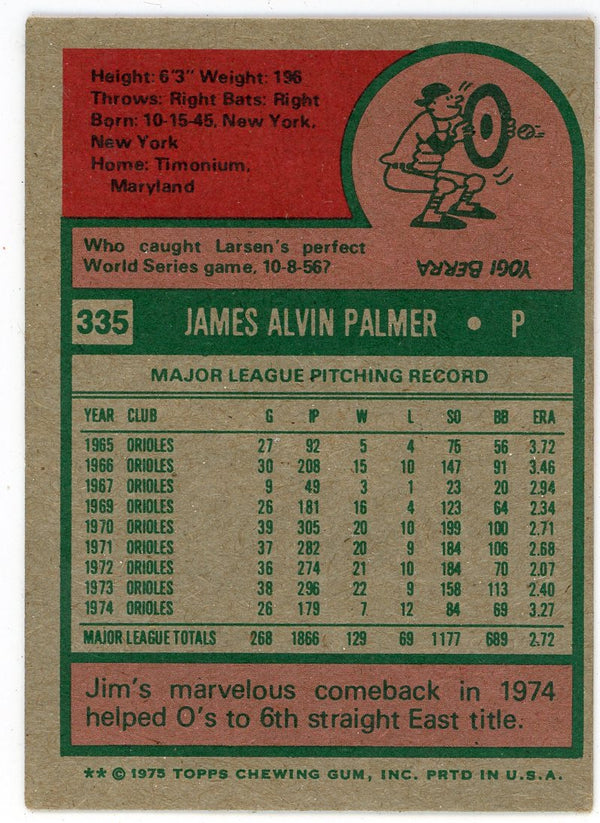 Height: 6'3" Weight: 196
Throws: Right Bats: Right
Born: 10-15-45, New York,
New York
Home: Timonium,
Maryland
Who caught Larsen's perfect
World Series game, 10-8-56?
YOGI BERRA
335 JAMES ALVIN PALMER • P
MAJOR LEAGUE PITCHING RECORD
YEAR CLUB G IP W L SO BB ERA
1965 ORIOLES 27 92 5 4 75 56 3.72
1966 ORIOLES 30 208 15 10 147 91 3.46
1967 ORIOLES 9 49 3 1 23 20 2.94
1969 ORIOLES 26 181 16 4 123 64 2.34
1970 ORIOLES 39 305 20 10 199 100 2.71
1971 ORIOLES 37 282 20 9 184 106 2.68
1972 ORIOLES 36 274 21 10 184 70 2.07
1973 ORIOLES 38 296 22 9 158 113 2.40
1974 ORIOLES 26 179 7 12 84 69 3.27
MAJOR LEAGUE TOTALS 268 1866 129 69 1177 689 2.72
Jim's marvelous comeback in 1974
helped O's to 6th straight East title.
** © 1975 TOPPS CHEWING GUM, INC. PRTD IN U.S.A.